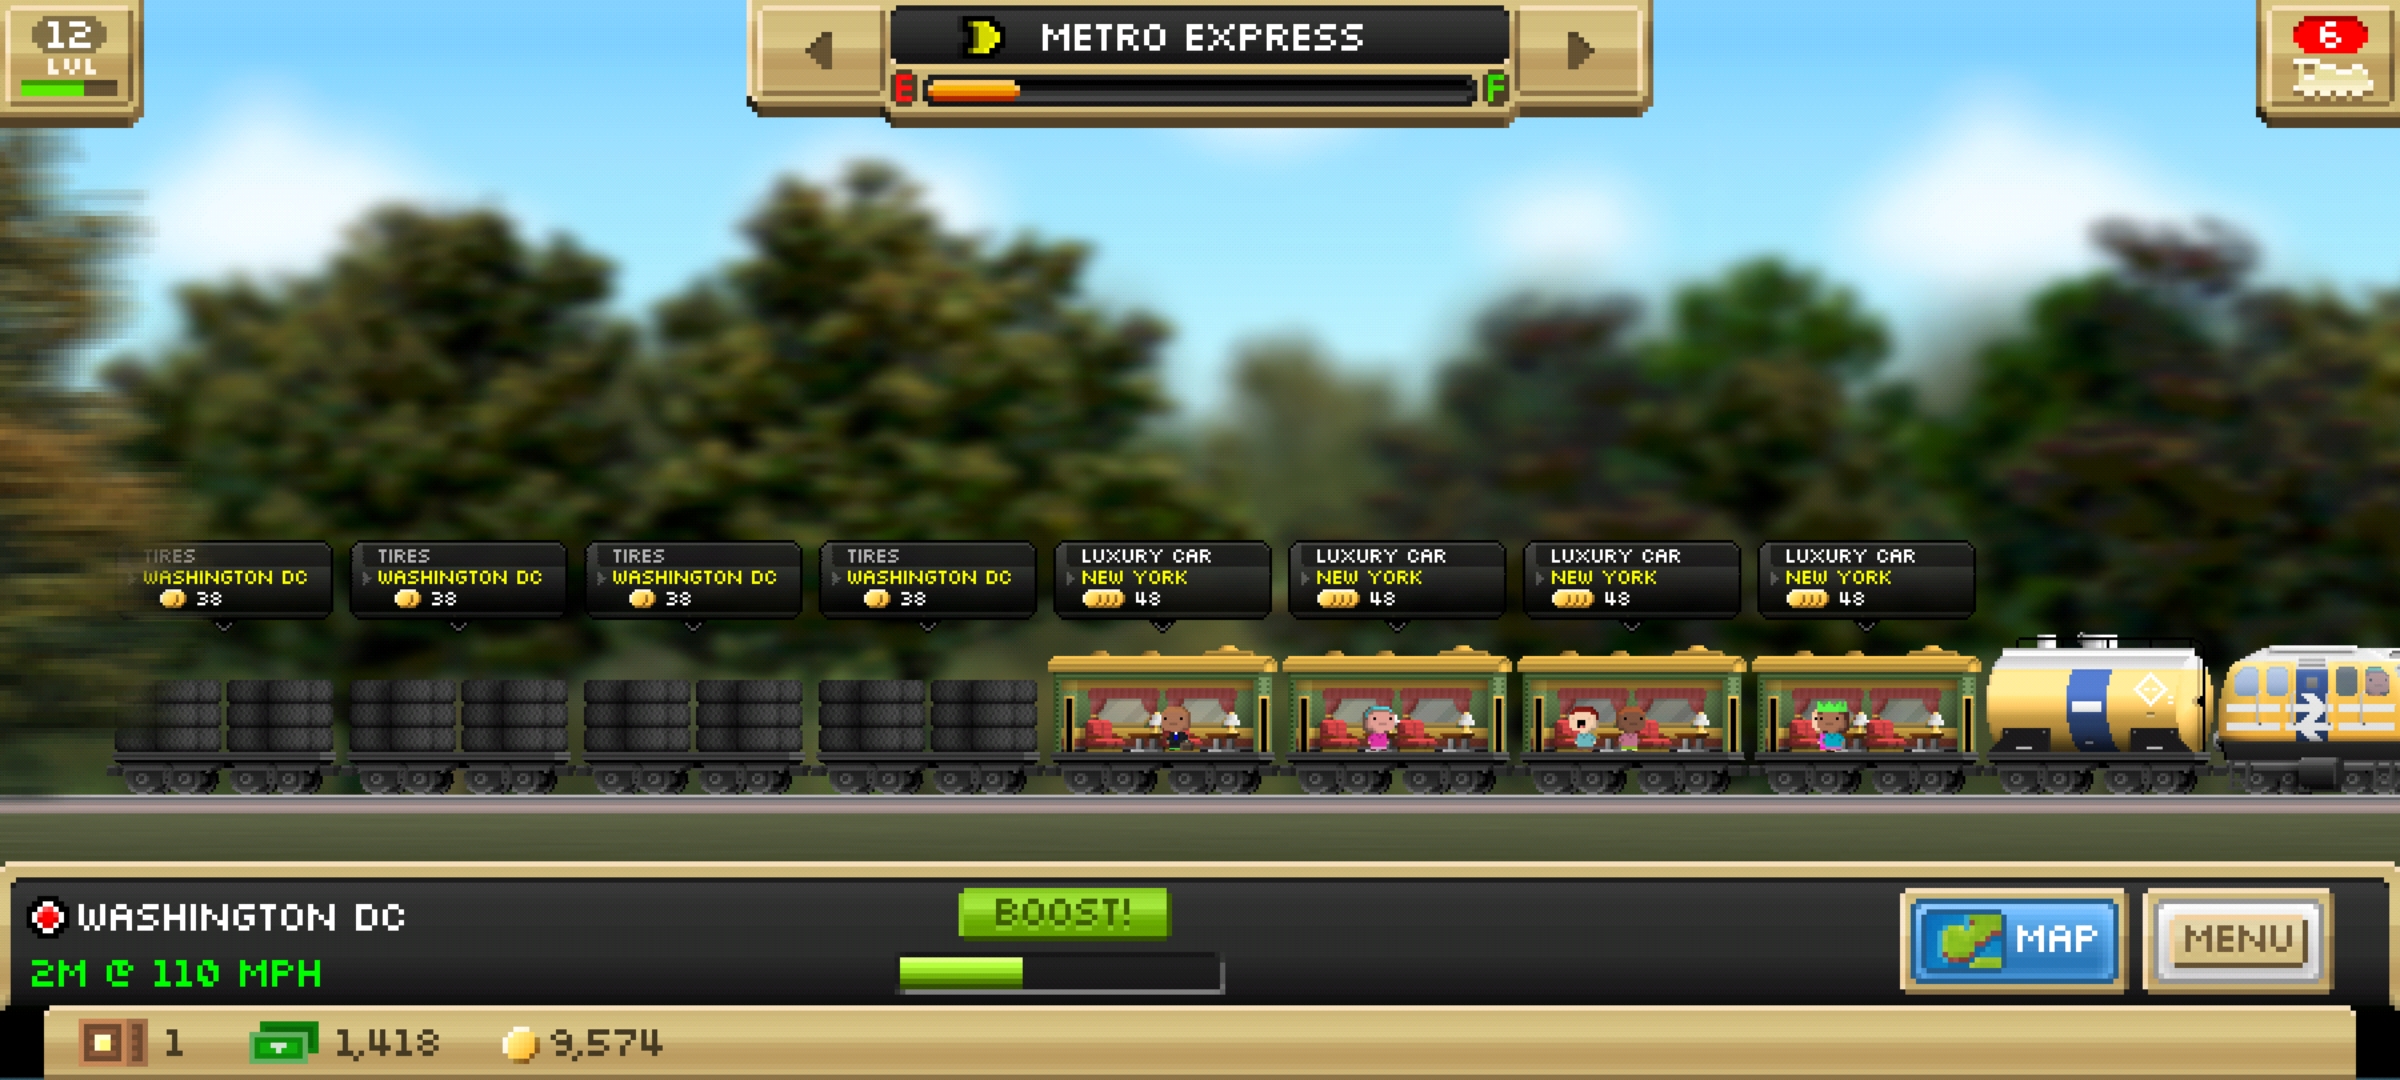 12
LVL
METRO EXPRESS
E
F
6
TIRES
WASHINGTON DC
38
TIRES
WASHINGTON DC
38
TIRES
WASHINGTON DC
38
TIRES
WASHINGTON DC
38
LUXURY CAR
NEW YORK
48
LUXURY CAR
NEW YORK
48
LUXURY CAR
NEW YORK
48
LUXURY CAR
NEW YORK
48
WASHINGTON DC
2M @ 110 MPH
BOOST!
MAP
MENU
1
1,418
9,574